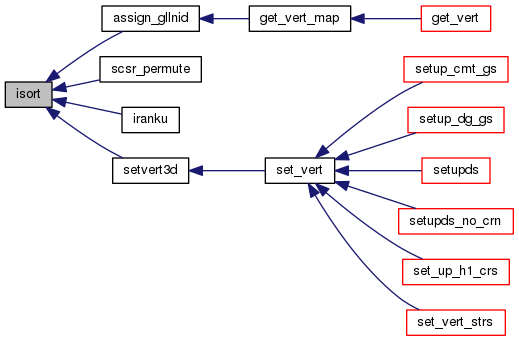 assign_gllnid
get_vert_map
get_vert
scsr_permute
setup_cmt_gs
isort
iranku
setup_dg_gs
setvert3d
set_vert
setupds
setupds_no_crn
set_up_h1_crs
set_vert_strs